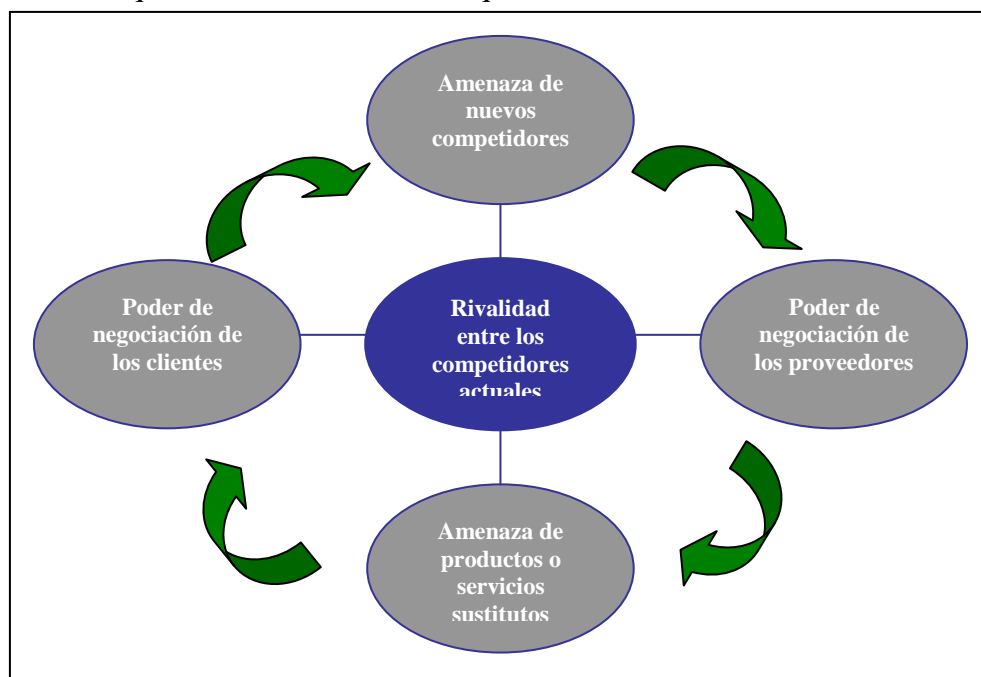 Amenaza de
nuevos
competidores
Poder de
negociación de
los clientes
Rivalidad
entre los
competidores
actuales
Poder de
negociación de
los proveedores
Amenaza de
productos o
servicios
sustitutos